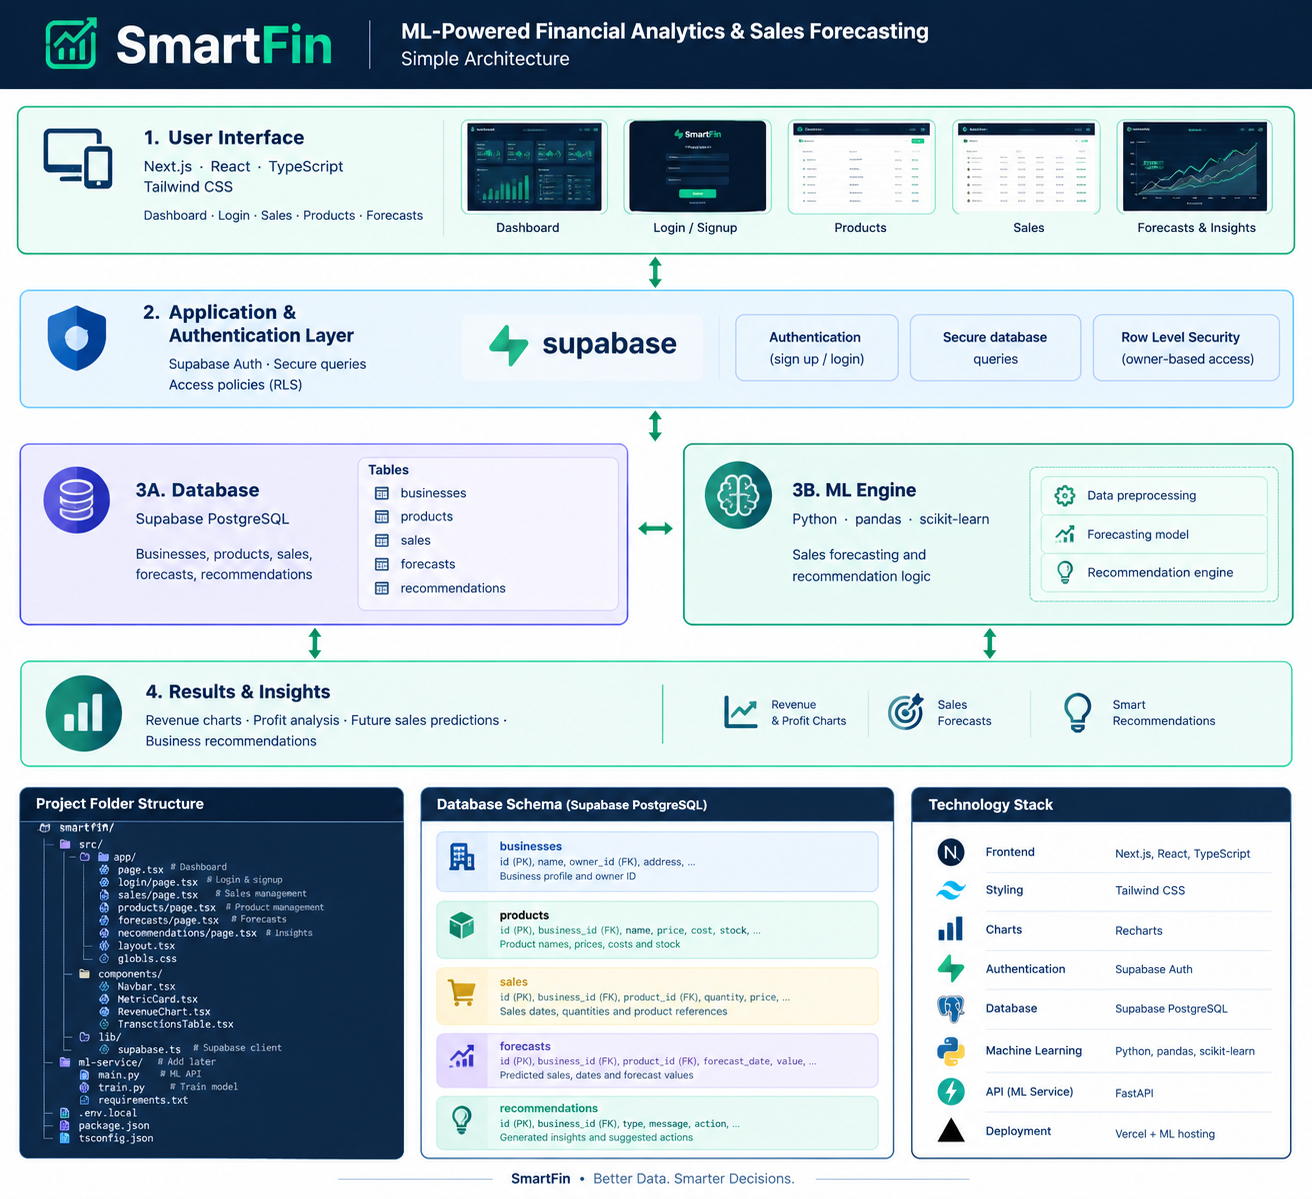 SmartFin
ML-Powered Financial Analytics & Sales Forecasting
Simple Architecture
1. User Interface
Next.js · React · TypeScript
Tailwind CSS
Dashboard · Login · Sales · Products · Forecasts
SmartFin
Dashboard
Login / Signup
Products
Sales
Forecasts & Insights
2. Application &
Authentication Layer
Supabase Auth · Secure queries
Access policies (RLS)
supabase
Authentication
(sign up / login)
Secure database
queries
Row Level Security
(owner-based access)
3A. Database
Supabase PostgreSQL
Businesses, products, sales,
forecasts, recommendations
Tables
businesses
products
sales
forecasts
recommendations
3B. ML Engine
Python · pandas · scikit-learn
Sales forecasting and
recommendation logic
Data preprocessing
Forecasting model
Recommendation engine
4. Results & Insights
Revenue charts · Profit analysis · Future sales predictions ·
Business recommendations
Revenue
& Profit Charts
Sales
Forecasts
Smart
Recommendations
Project Folder Structure
smartfin/
src/
app/
page.tsx # Dashboard
login/page.tsx # Login & signup
sales/page.tsx # Sales management
products/page.tsx # Product management
forecasts/page.tsx # Forecasts
necommendations/page.tsx # Insights
layout.tsx
globls.css
components/
Navbar.tsx
MetricCard.tsx
RevenueChart.tsx
TransctionsTable.tsx
lib/
supabase.ts # Supabase client
ml-service/ # Add later
main.py # ML API
train.py # Train model
requirements.txt
.env.local
package.json
tsconfig.json
Database Schema (Supabase PostgreSQL)
businesses
id (PK), name, owner_id (FK), address, ...
Business profile and owner ID
products
id (PK), business_id (FK), name, price, cost, stock, ...
Product names, prices, costs and stock
sales
id (PK), business_id (FK), product_id (FK), quantity, price, ...
Sales dates, quantities and product references
forecasts
id (PK), business_id (FK), product_id (FK), forecast_date, value, ...
Predicted sales, dates and forecast values
recommendations
id (PK), business_id (FK), type, message, action, ...
Generated insights and suggested actions
Technology Stack
Frontend Next.js, React, TypeScript
Styling Tailwind CSS
Charts Recharts
Authentication Supabase Auth
Database Supabase PostgreSQL
Machine Learning Python, pandas, scikit-learn
API (ML Service) FastAPI
Deployment Vercel + ML hosting
SmartFin • Better Data. Smarter Decisions.